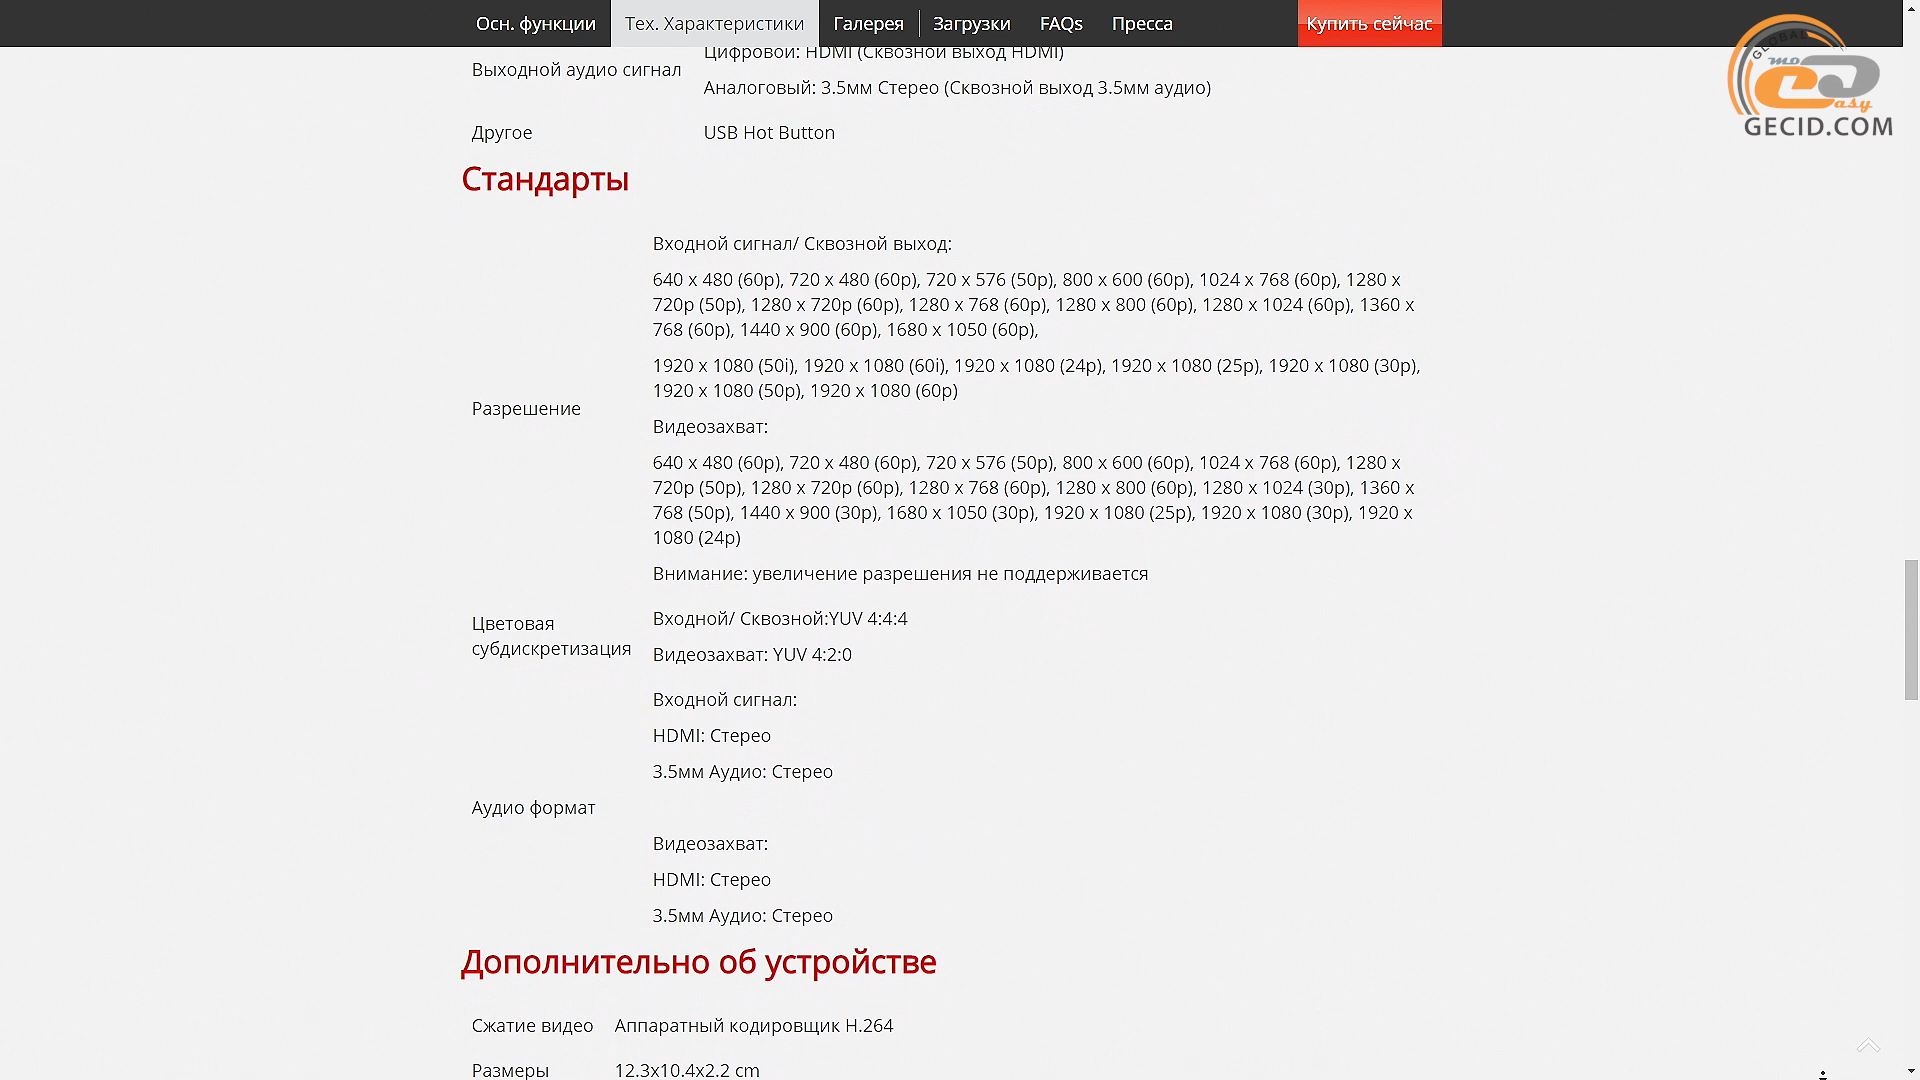 Осн. функции Тех. Характеристики Галерея Загрузки FAQs Пресса Купить сейчас
GLOBAL
mo
asy
GECID.COM
Цифровой: HDMI (Сквозной выход HDMI)
Выходной аудио сигнал
Аналоговый: 3.5мм Стерео (Сквозной выход 3.5мм аудио)
Другое USB Hot Button
Стандарты
Входной сигнал/ Сквозной выход:
640 x 480 (60p), 720 x 480 (60p), 720 x 576 (50p), 800 x 600 (60p), 1024 x 768 (60p), 1280 x
720p (50p), 1280 x 720p (60p), 1280 x 768 (60p), 1280 x 800 (60p), 1280 x 1024 (60p), 1360 x
768 (60p), 1440 x 900 (60p), 1680 x 1050 (60p),
1920 x 1080 (50i), 1920 x 1080 (60i), 1920 x 1080 (24p), 1920 x 1080 (25p), 1920 x 1080 (30p),
1920 x 1080 (50p), 1920 x 1080 (60p)
Разрешение
Видеозахват:
640 x 480 (60p), 720 x 480 (60p), 720 x 576 (50p), 800 x 600 (60p), 1024 x 768 (60p), 1280 x
720p (50p), 1280 x 720p (60p), 1280 x 768 (60p), 1280 x 800 (60p), 1280 x 1024 (30p), 1360 x
768 (50p), 1440 x 900 (30p), 1680 x 1050 (30p), 1920 x 1080 (25p), 1920 x 1080 (30p), 1920 x
1080 (24p)
Внимание: увеличение разрешения не поддерживается
Цветовая
субдискретизация
Входной/ Сквозной:YUV 4:4:4
Видеозахват: YUV 4:2:0
Входной сигнал:
HDMI: Стерео
3.5мм Аудио: Стерео
Аудио формат
Видеозахват:
HDMI: Стерео
3.5мм Аудио: Стерео
Дополнительно об устройстве
Сжатие видео Аппаратный кодировщик H.264
Размеры 12.3x10.4x2.2 cm